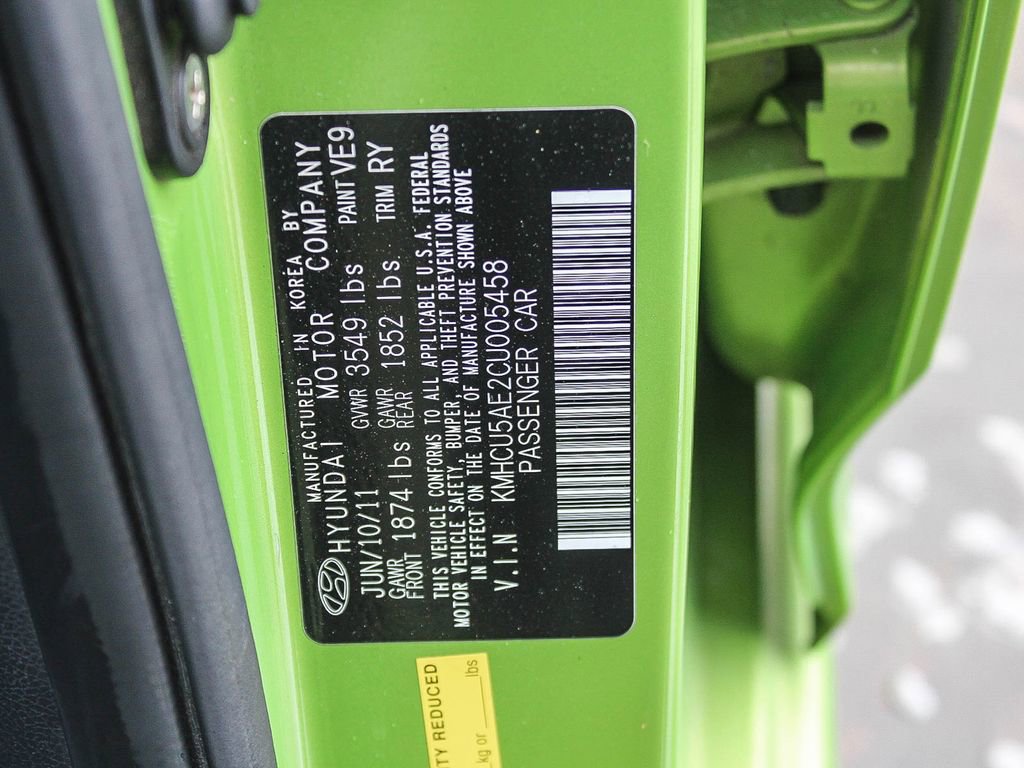 MANUFACTURED IN KOREA BY
HYUNDAI MOTOR COMPANY
JUN/10/11 GVWR 3549 lbs PAINT VE9
GAWR FRONT 1874 lbs GAWR REAR 1852 lbs TRIM RY
THIS VEHICLE CONFORMS TO ALL APPLICABLE U.S.A. FEDERAL
MOTOR VEHICLE SAFETY, BUMPER, AND THEFT PREVENTION STANDARDS
IN EFFECT ON THE DATE OF MANUFACTURE SHOWN ABOVE
V.I.N KMHCU5AE2CU005458
PASSENGER CAR
TY REDUCED
kg or ____ lbs